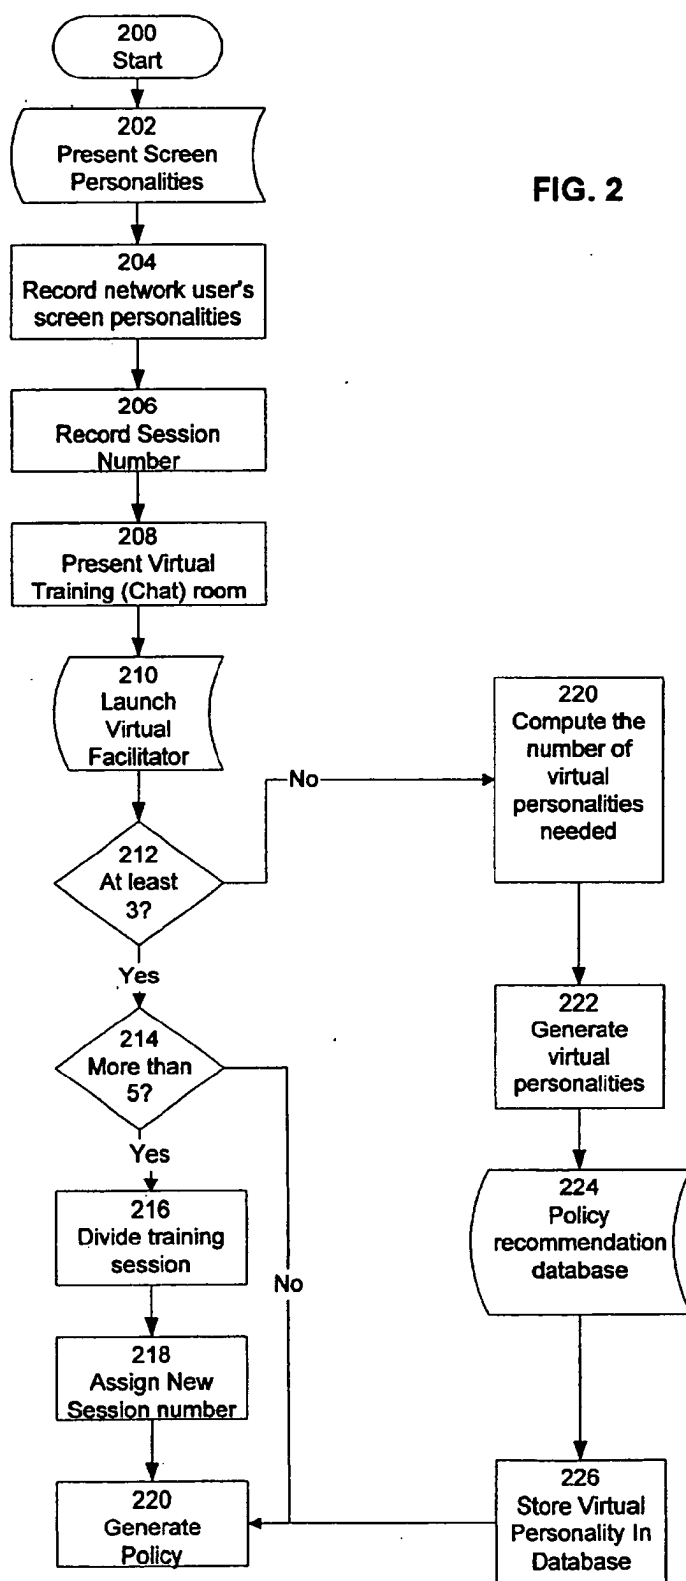 200
Start
202
Present Screen
Personalities
FIG. 2
204
Record network user's
screen personalities
206
Record Session
Number
208
Present Virtual
Training (Chat) room
210
Launch
Virtual
Facilitator
No
220
Compute the
number of
virtual
personalities
needed
212
At least
3?
Yes
214
More than
5?
Yes
222
Generate
virtual
personalities
216
Divide training
session
No
224
Policy
recommendation
database
218
Assign New
Session number
220
Generate
Policy
226
Store Virtual
Personality In
Database